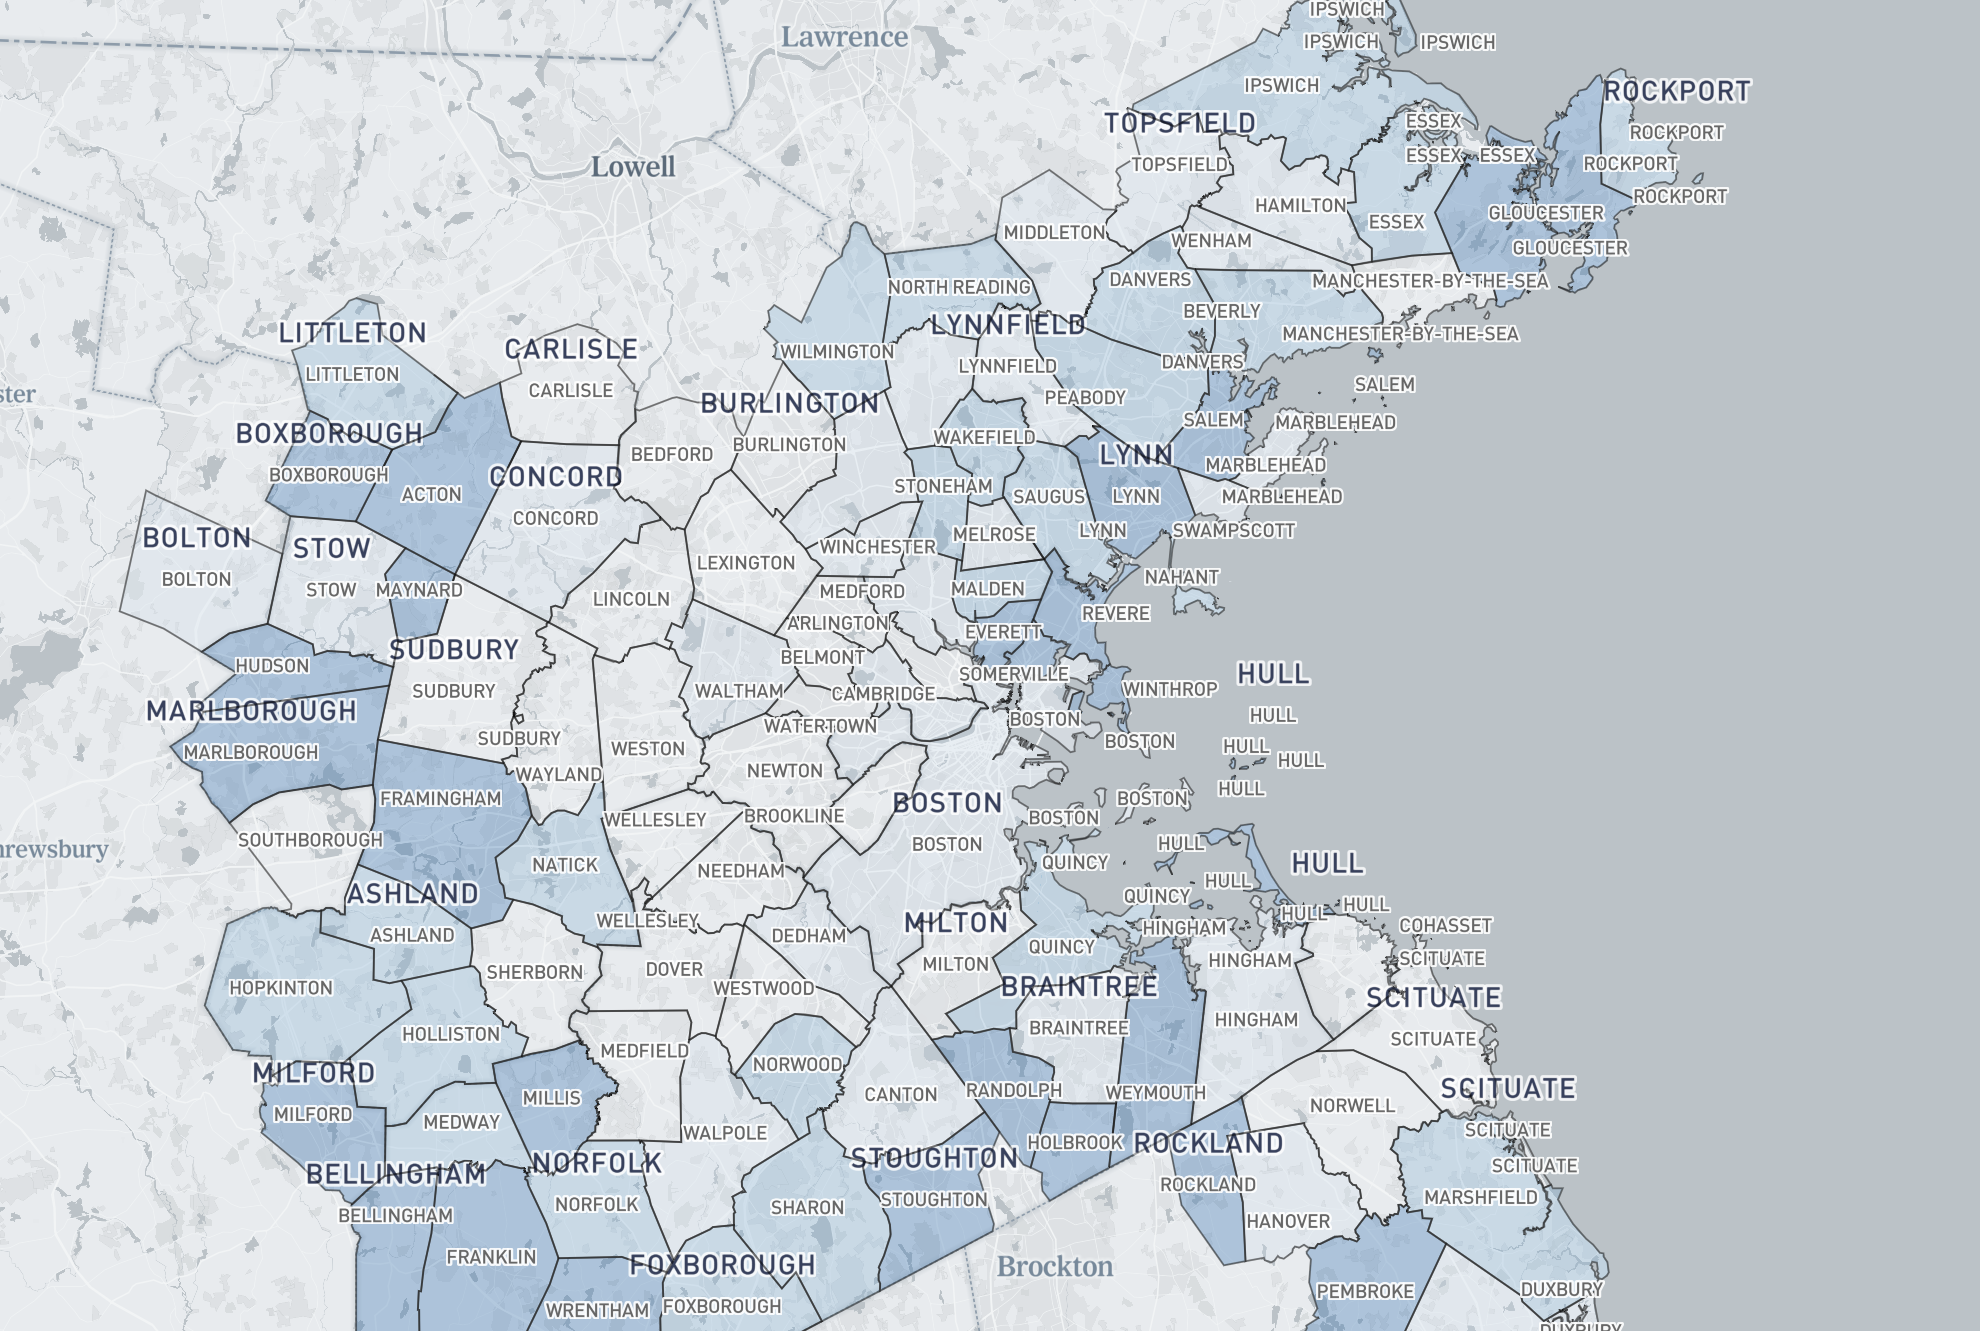 IPSWICH
Lawrence
IPSWICH
IPSWICH
IPSWICH
ROCKPORT
TOPSFIELD
ESSEX
ROCKPORT
ESSEX
ESSEX
Lowell
TOPSFIELD
ROCKPORT
ROCKPORT
HAMILTON
GLOUCESTER
ESSEX
MIDDLETON
WENHAM
GLOUCESTER
DANVERS
MANCHESTER-BY-THE-SEA
NORTH READING
BEVERLY
LYNNFIELD
LITTLETON
MANCHESTER-BY-THE-SEA
CARLISLE
WILMINGTON
LYNNFIELD
DANVERS
LITTLETON
SALEM
CARLISLE
ster
PEABODY
BURLINGTON
SALEM
MARBLEHEAD
BOXBOROUGH
WAKEFIELD
BURLINGTON
BEDFORD
LYNN
MARBLEHEAD
BOXBOROUGH
CONCORD
STONEHAM
ACTON
SAUGUS
LYNN
MARBLEHEAD
CONCORD
LYNN
SWAMPSCOTT
MELROSE
BOLTON
STOW
WINCHESTER
LEXINGTON
BOLTON
NAHANT
STOW
MAYNARD
MEDFORD
MALDEN
LINCOLN
REVERE
ARLINGTON
EVERETT
SUDBURY
BELMONT
HUDSON
SOMERVILLE
HULL
SUDBURY
WALTHAM
CAMBRIDGE
WINTHROP
MARLBOROUGH
HULL
BOSTON
WATERTOWN
SUDBURY
BOSTON
MARLBOROUGH
WESTON
HULL
HULL
WAYLAND
NEWTON
HULL
FRAMINGHAM
BOSTON
BOSTON
WELLESLEY
BROOKLINE
BOSTON
SOUTHBOROUGH
BOSTON
HULL
hrewsbury
NATICK
QUINCY
HULL
NEEDHAM
HULL
ASHLAND
QUINCY
HULL
HULL
WELLESLEY
MILTON
HINGHAM
COHASSET
ASHLAND
DEDHAM
QUINCY
SCITUATE
HINGHAM
MILTON
SHERBORN
DOVER
HOPKINTON
WESTWOOD
BRAINTREE
SCITUATE
HINGHAM
BRAINTREE
HOLLISTON
SCITUATE
MEDFIELD
NORWOOD
MILFORD
RANDOLPH
WEYMOUTH
SCITUATE
CANTON
MILLIS
NORWELL
MILFORD
MEDWAY
SCITUATE
WALPOLE
HOLBROOK
ROCKLAND
STOUGHTON
NORFOLK
SCITUATE
BELLINGHAM
ROCKLAND
MARSHFIELD
STOUGHTON
NORFOLK
SHARON
BELLINGHAM
HANOVER
FRANKLIN
FOXBOROUGH
Brockton
PEMBROKE
DUXBURY
FOXBOROUGH
WRENTHAM
DUXBURY